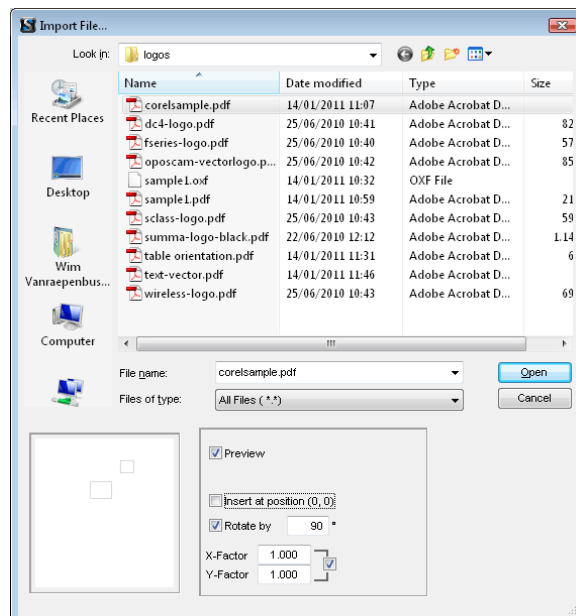 Import File...
Look in: logos
Name Date modified Type Size
corelsample.pdf 14/01/2011 11:07 Adobe Acrobat D...
dc4-logo.pdf 25/06/2010 10:41 Adobe Acrobat D... 82
fseries-logo.pdf 25/06/2010 10:40 Adobe Acrobat D... 57
oposcam-vectorlogo.p... 25/06/2010 10:42 Adobe Acrobat D... 85
sample1.oxf 14/01/2011 10:32 OXF File
sample1.pdf 14/01/2011 10:59 Adobe Acrobat D... 21
sclass-logo.pdf 25/06/2010 10:43 Adobe Acrobat D... 59
summa-logo-black.pdf 22/06/2010 12:12 Adobe Acrobat D... 1.14
table orientation.pdf 14/01/2011 11:31 Adobe Acrobat D... 6
text-vector.pdf 14/01/2011 11:46 Adobe Acrobat D...
wireless-logo.pdf 25/06/2010 10:43 Adobe Acrobat D... 69
Recent Places
Desktop
Wim
Vanraepenbus...
Computer
File name: corelsample.pdf Open
Files of type: All Files (*.*) Cancel
Preview
Insert at position (0, 0)
Rotate by 90 °
X-Factor 1.000
Y-Factor 1.000